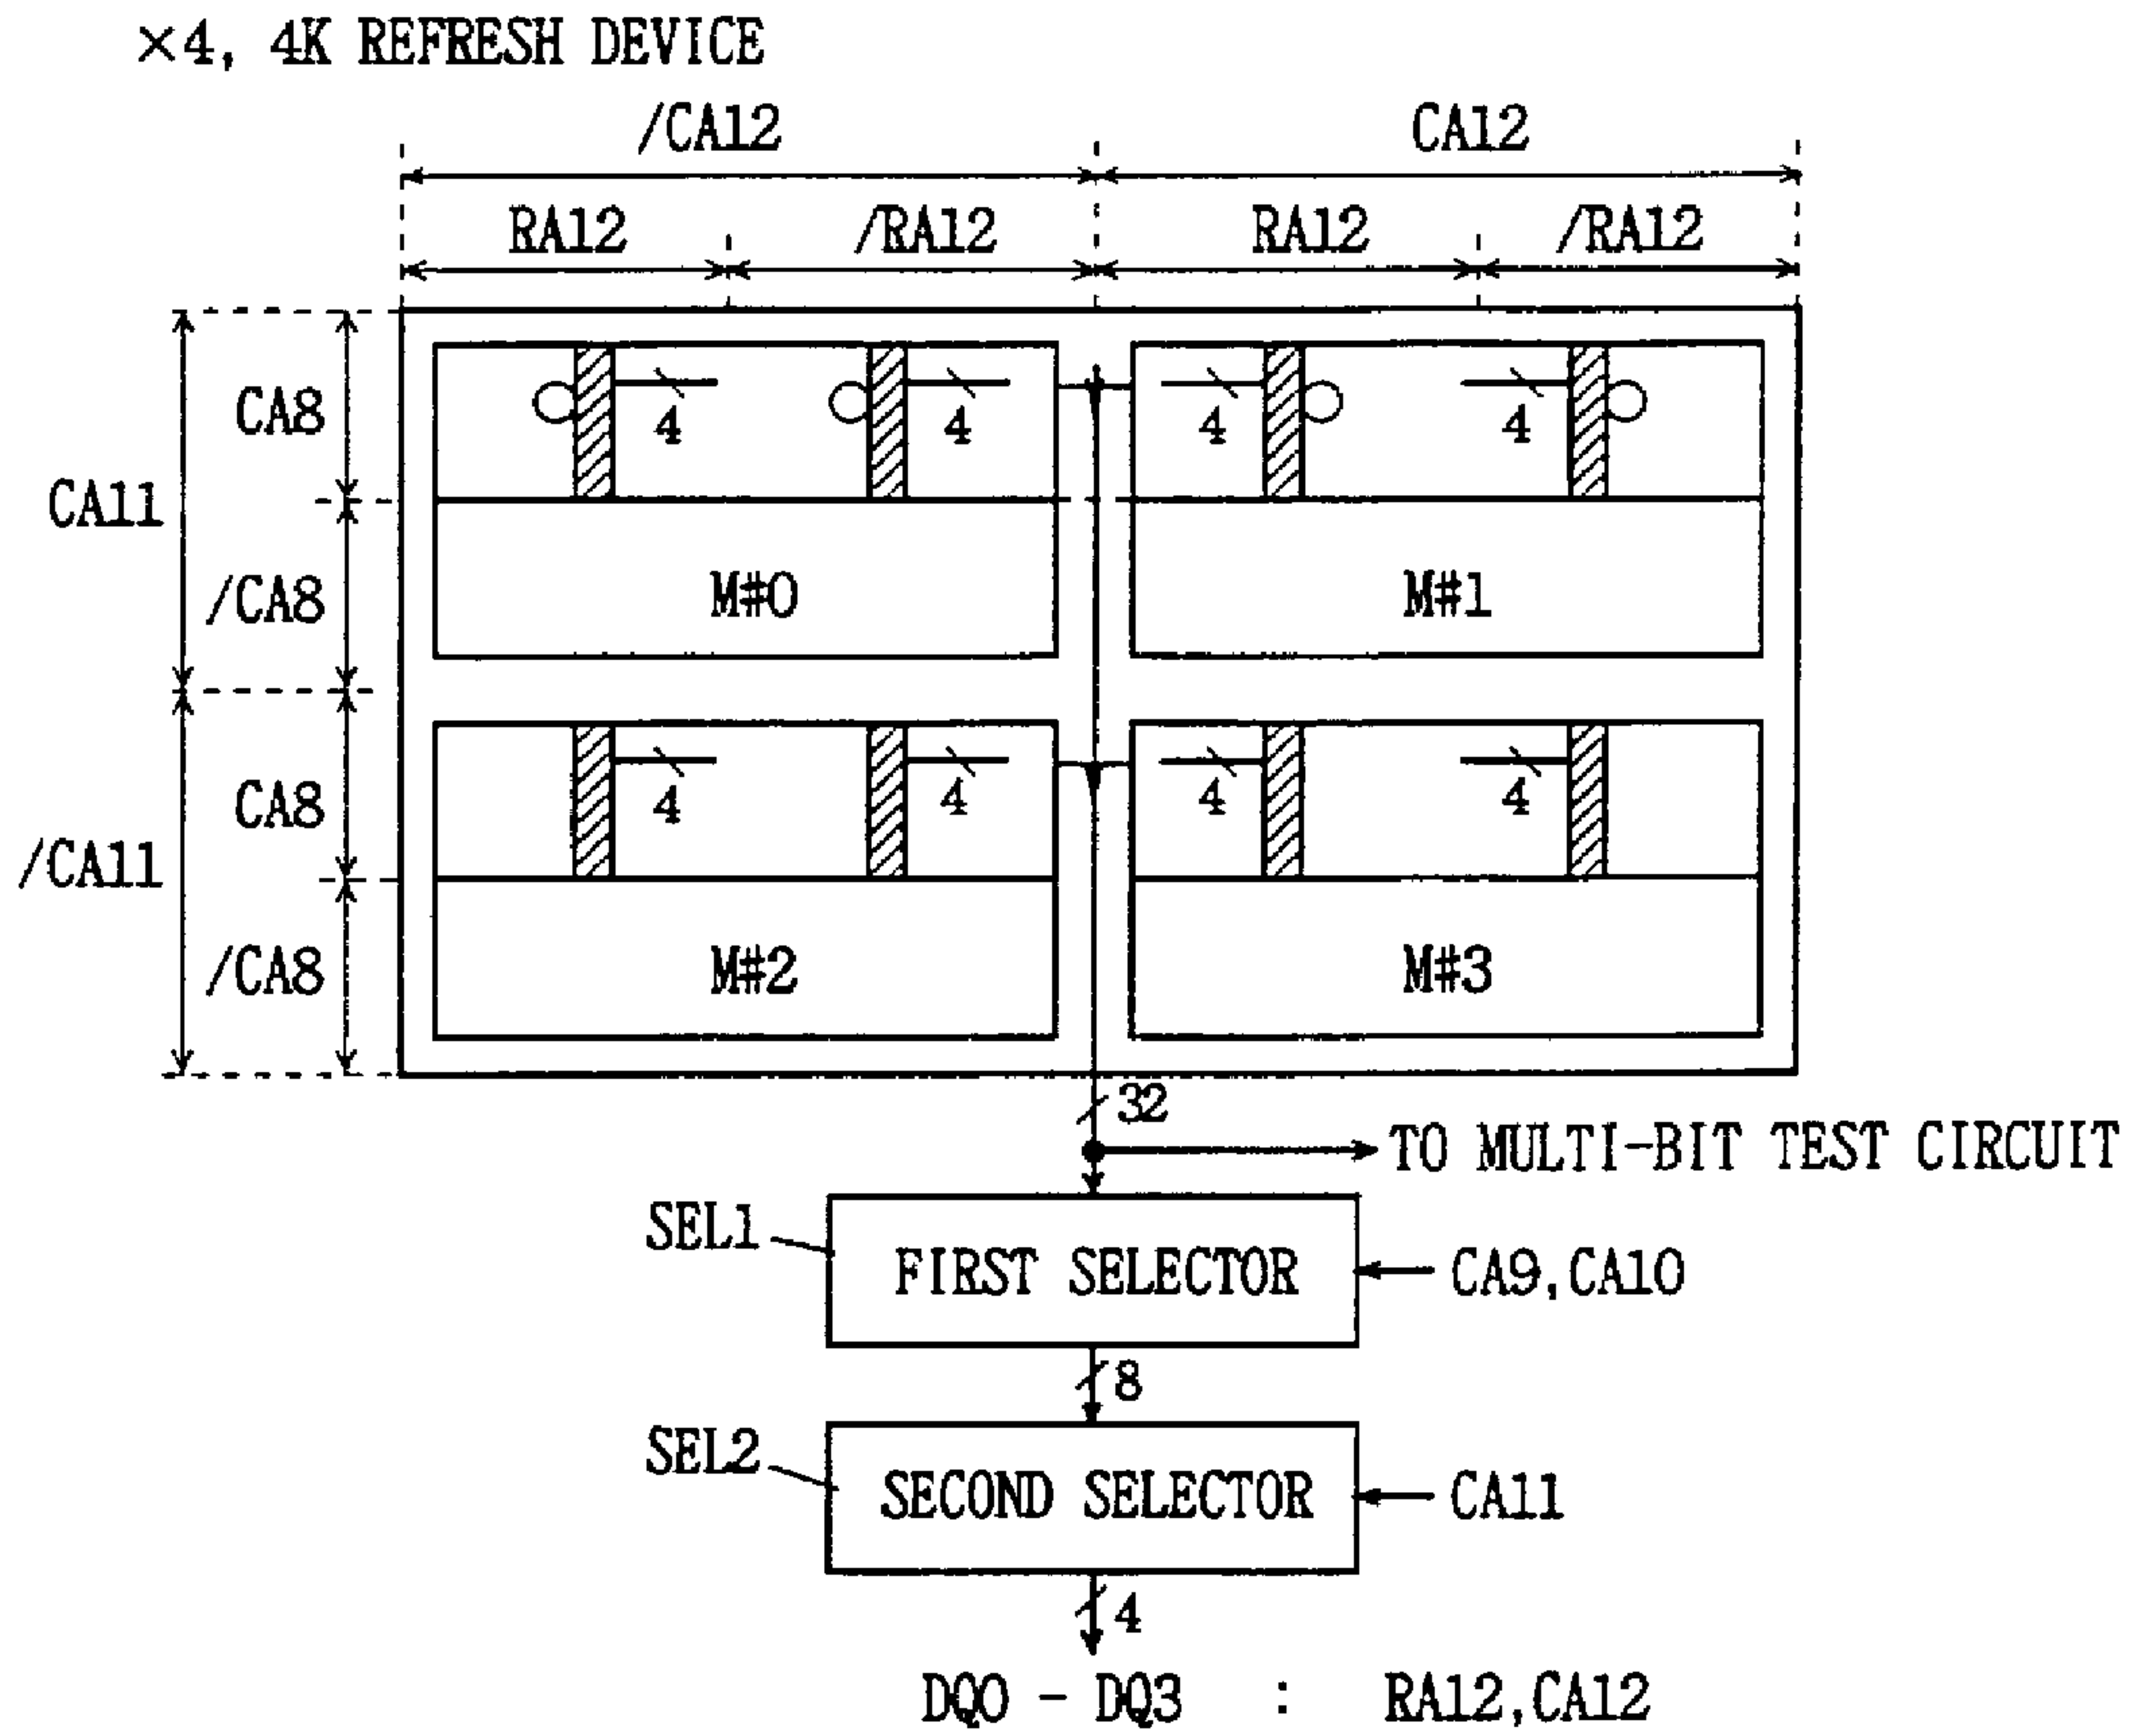 ×4, 4K REFRESH DEVICE
/CA12 CA12
RA12 /RA12 RA12 /RA12
CA8 4 4 4 4
CA11
/CA8 M#0 M#1
CA8 4 4 4 4
/CA11
/CA8 M#2 M#3
32
TO MULTI-BIT TEST CIRCUIT
SEL1
FIRST SELECTOR CA9,CA10
8
SEL2
SECOND SELECTOR CA11
4
DQ0 - DQ3 : RA12,CA12